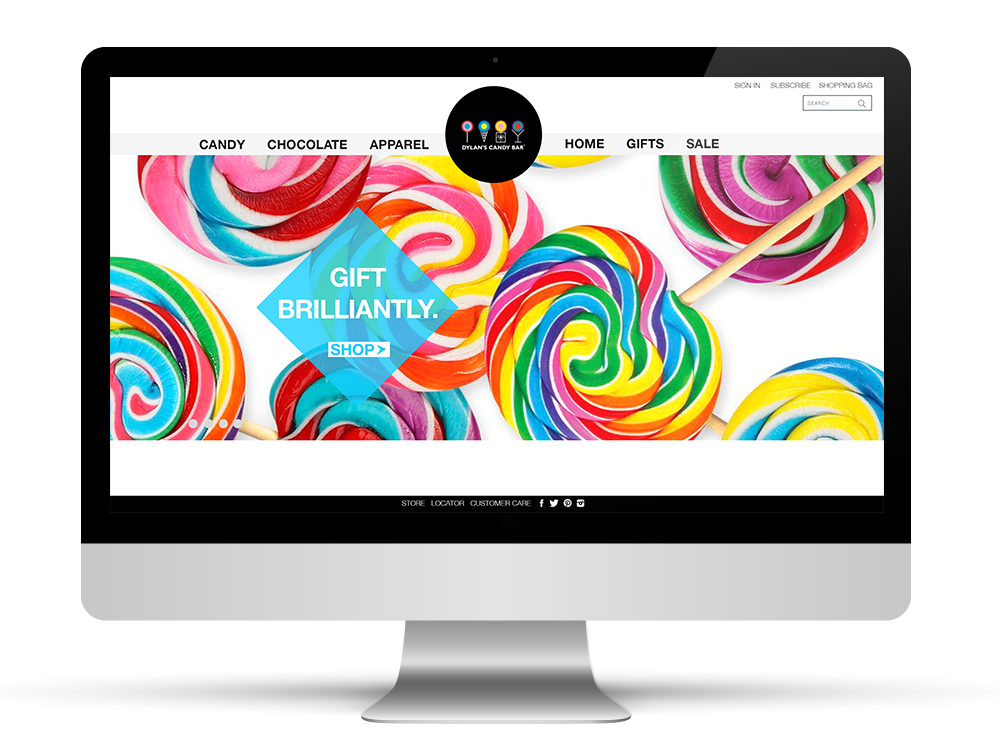 SIGN IN SUBSCRIBE SHOPPING BAG
SEARCH
CANDY CHOCOLATE APPAREL
DYLAN'S CANDY BAR
HOME GIFTS SALE
GIFT
BRILLIANTLY.
SHOP
STORE LOCATOR CUSTOMER CARE